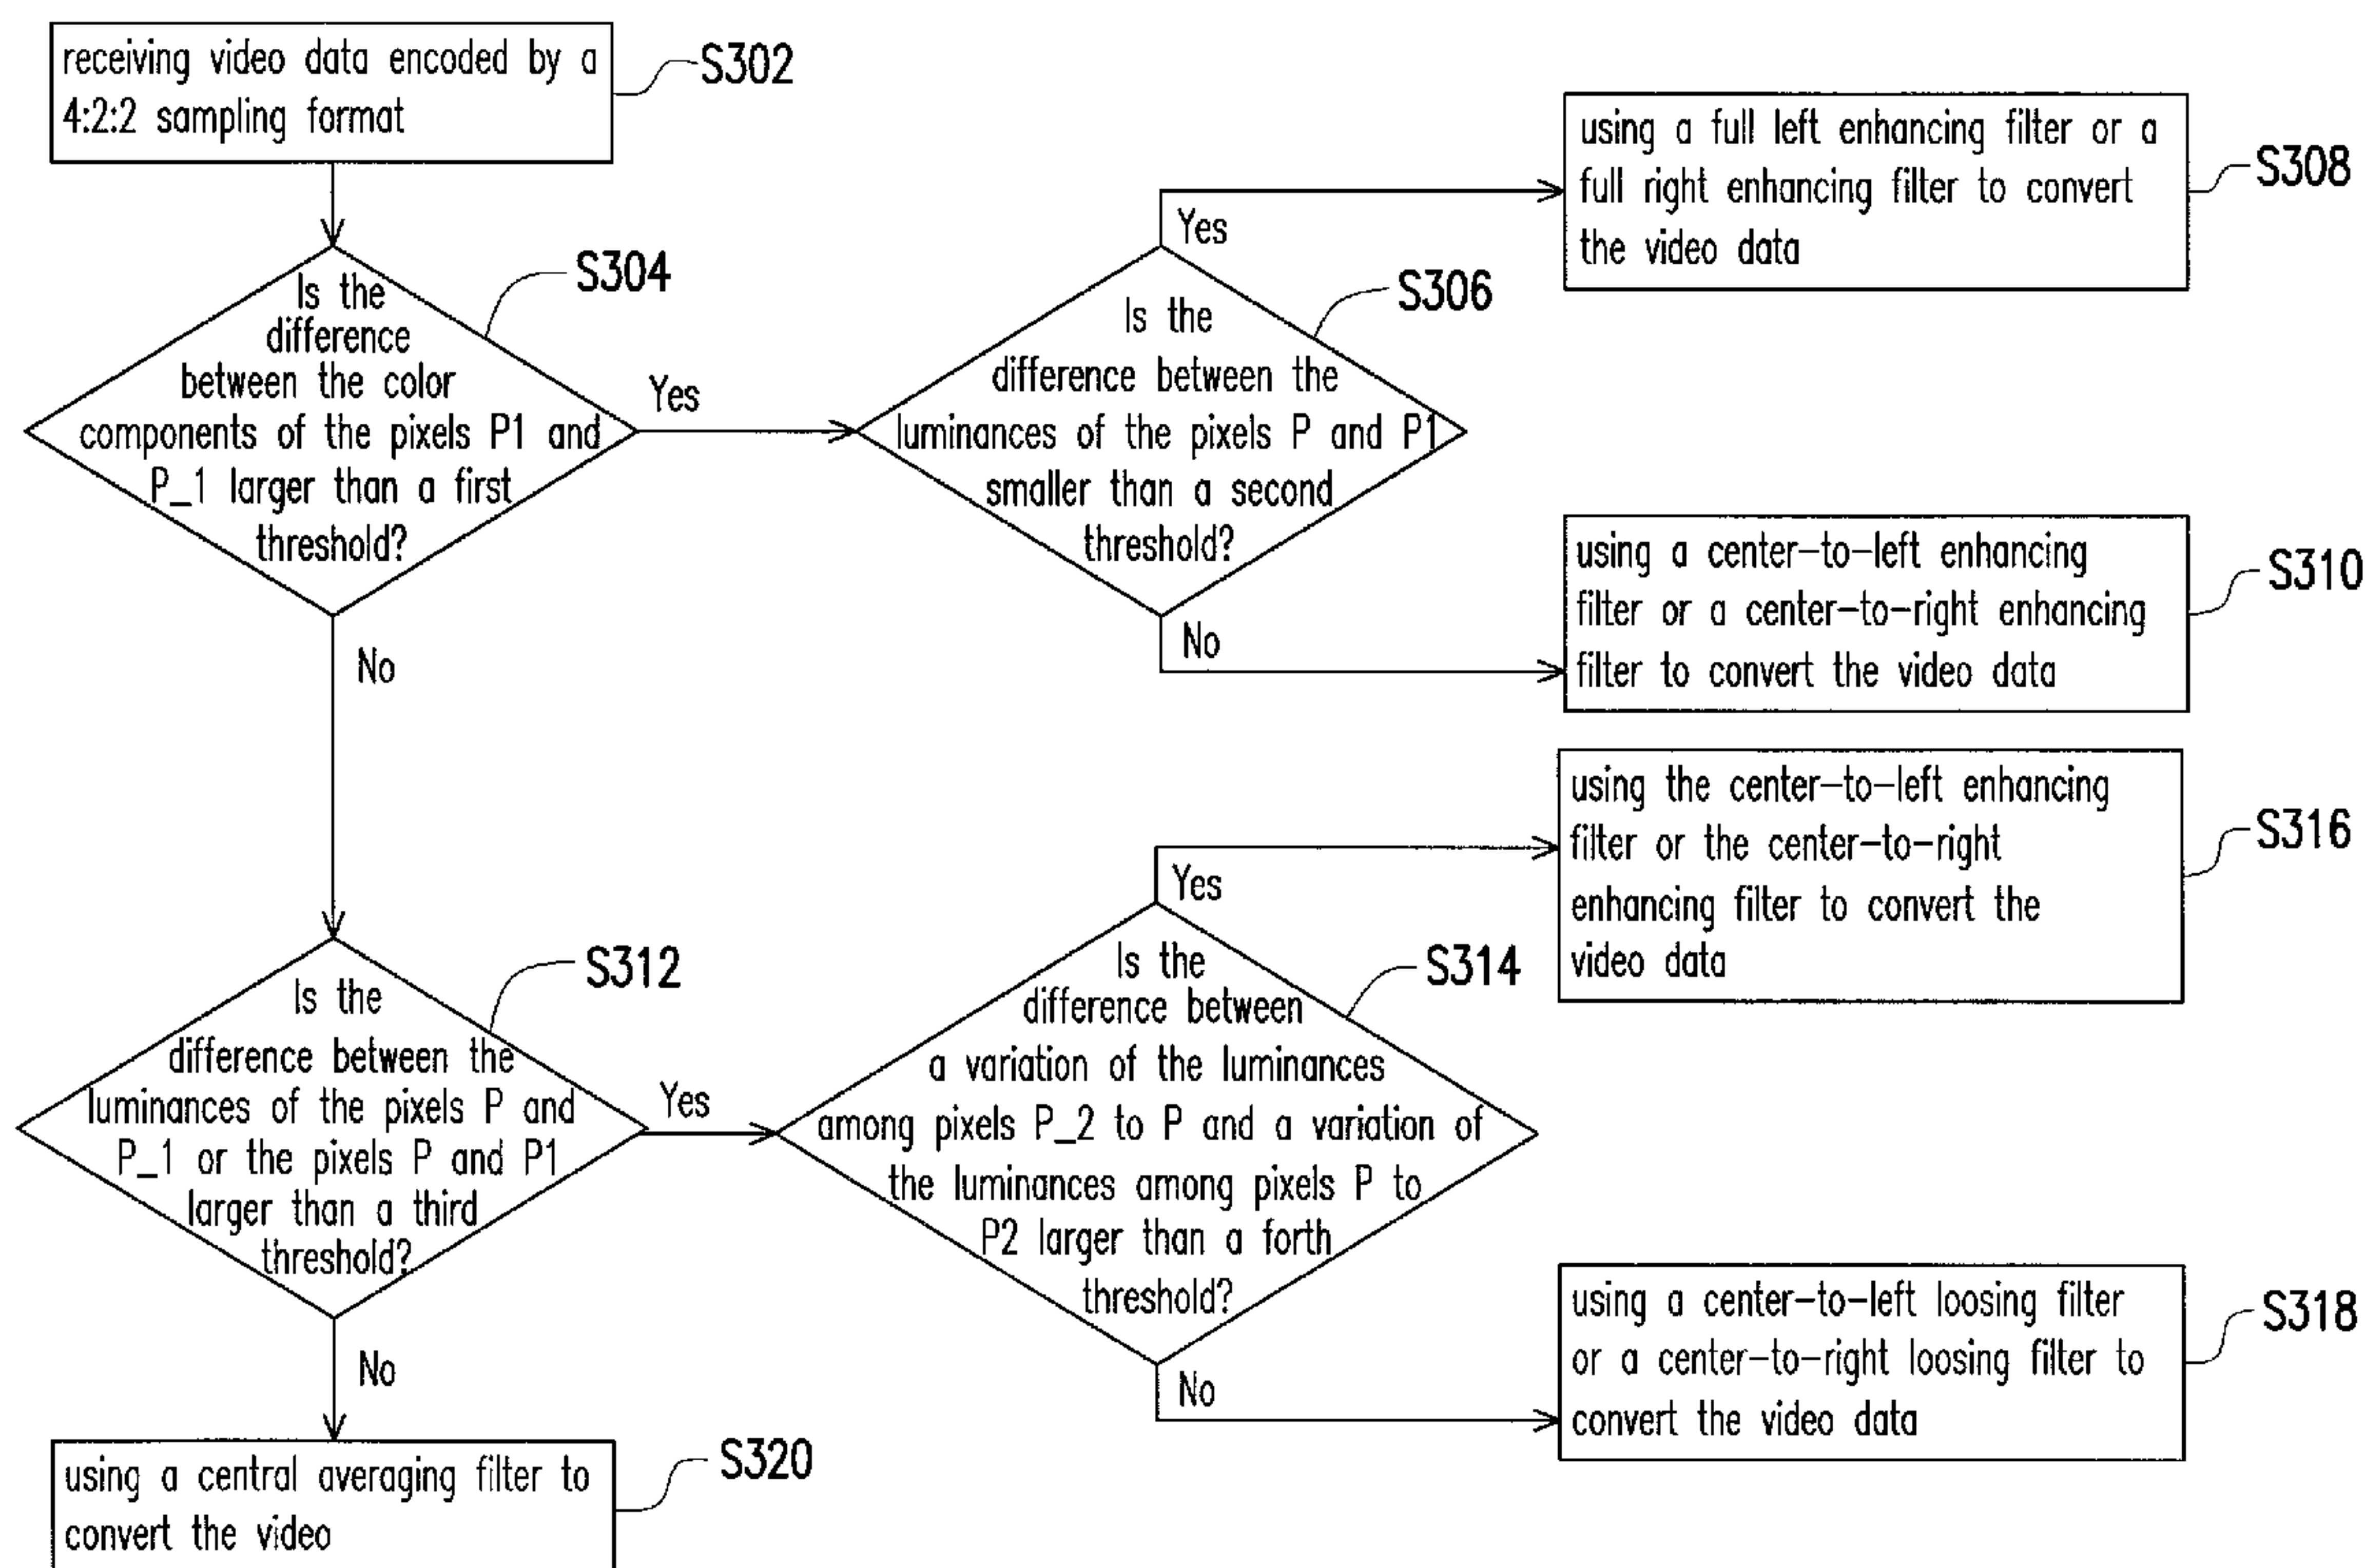 receiving video data encoded by a
4:2:2 sampling format
S302
Is the
difference
between the color
components of the pixels P1 and
P_1 larger than a first
threshold?
S304
Yes
No
Is the
difference between the
luminances of the pixels P and P1
smaller than a second
threshold?
S306
Yes
No
using a full left enhancing filter or a
full right enhancing filter to convert
the video data
S308
using a center-to-left enhancing
filter or a center-to-right enhancing
filter to convert the video data
S310
Is the
difference between the
luminances of the pixels P and
P_1 or the pixels P and P1
larger than a third
threshold?
S312
Yes
No
Is the
difference between
a variation of the luminances
among pixels P_2 to P and a variation of
the luminances among pixels P to
P2 larger than a forth
threshold?
S314
Yes
No
using the center-to-left enhancing
filter or the center-to-right
enhancing filter to convert the
video data
S316
using a center-to-left loosing filter
or a center-to-right loosing filter to
convert the video data
S318
using a central averaging filter to
convert the video
S320